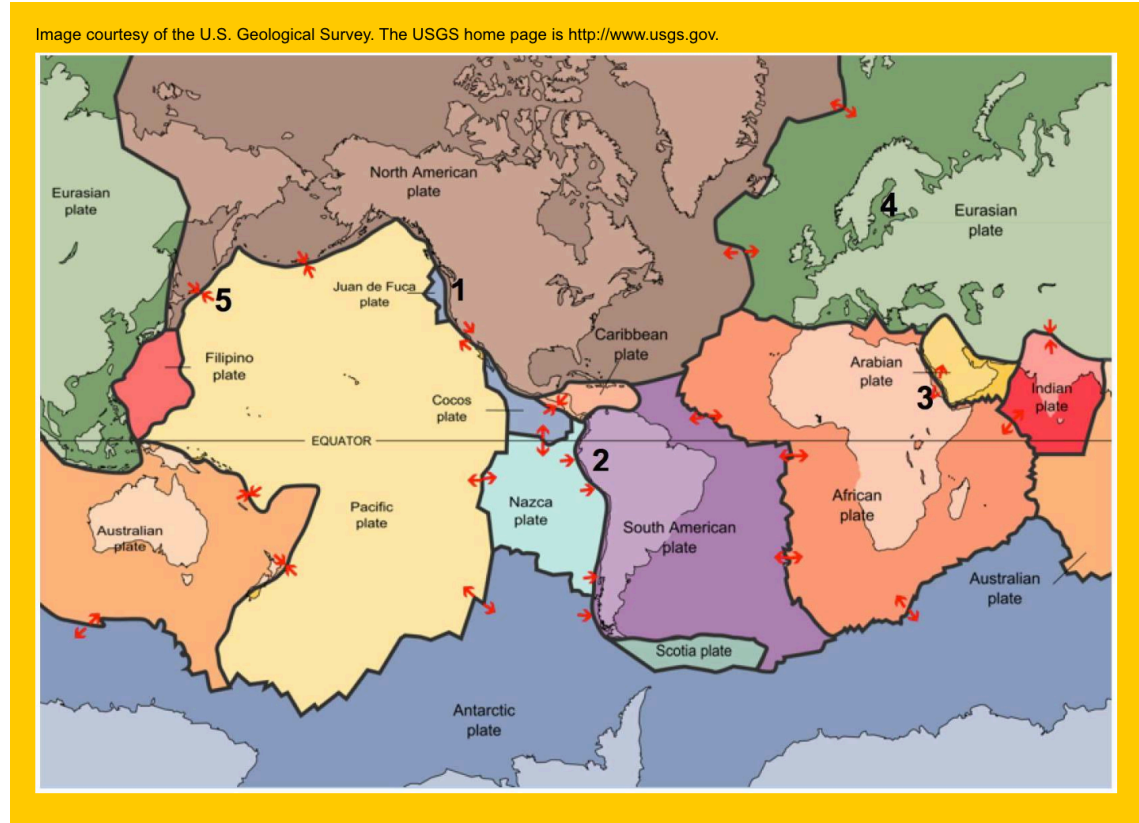 Image courtesy of the U.S. Geological Survey. The USGS home page is http://www.usgs.gov.
North American
plate
Eurasian
plate
4
Eurasian
plate
Juan de Fuca
plate
1
5
Caribbean
plate
Filipino
plate
Arabian
plate
3
Indian
plate
Cocos
plate
EQUATOR
2
Nazca
plate
Pacific
plate
African
plate
South American
plate
Australian
plate
Australian
plate
Scotia plate
Antarctic
plate